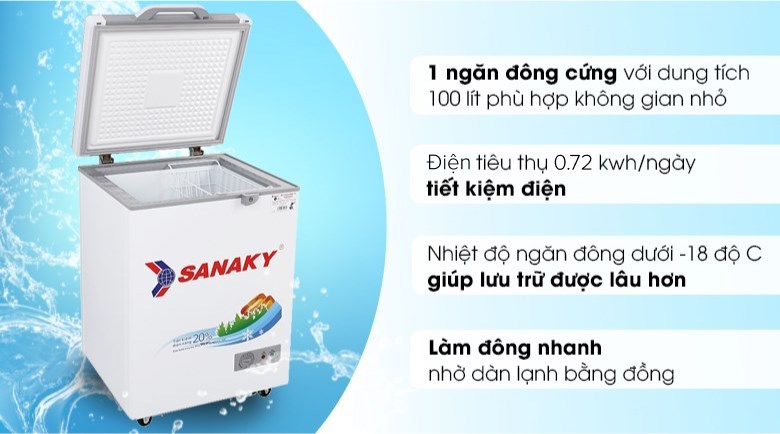 1 ngăn đông cứng với dung tích
100 lít phù hợp không gian nhỏ
Điện tiêu thụ 0.72 kwh/ngày
tiết kiệm điện
Nhiệt độ ngăn đông dưới -18 độ C
giúp lưu trữ được lâu hơn
Làm đông nhanh
nhờ dàn lạnh bằng đồng
SANAKY®
20%